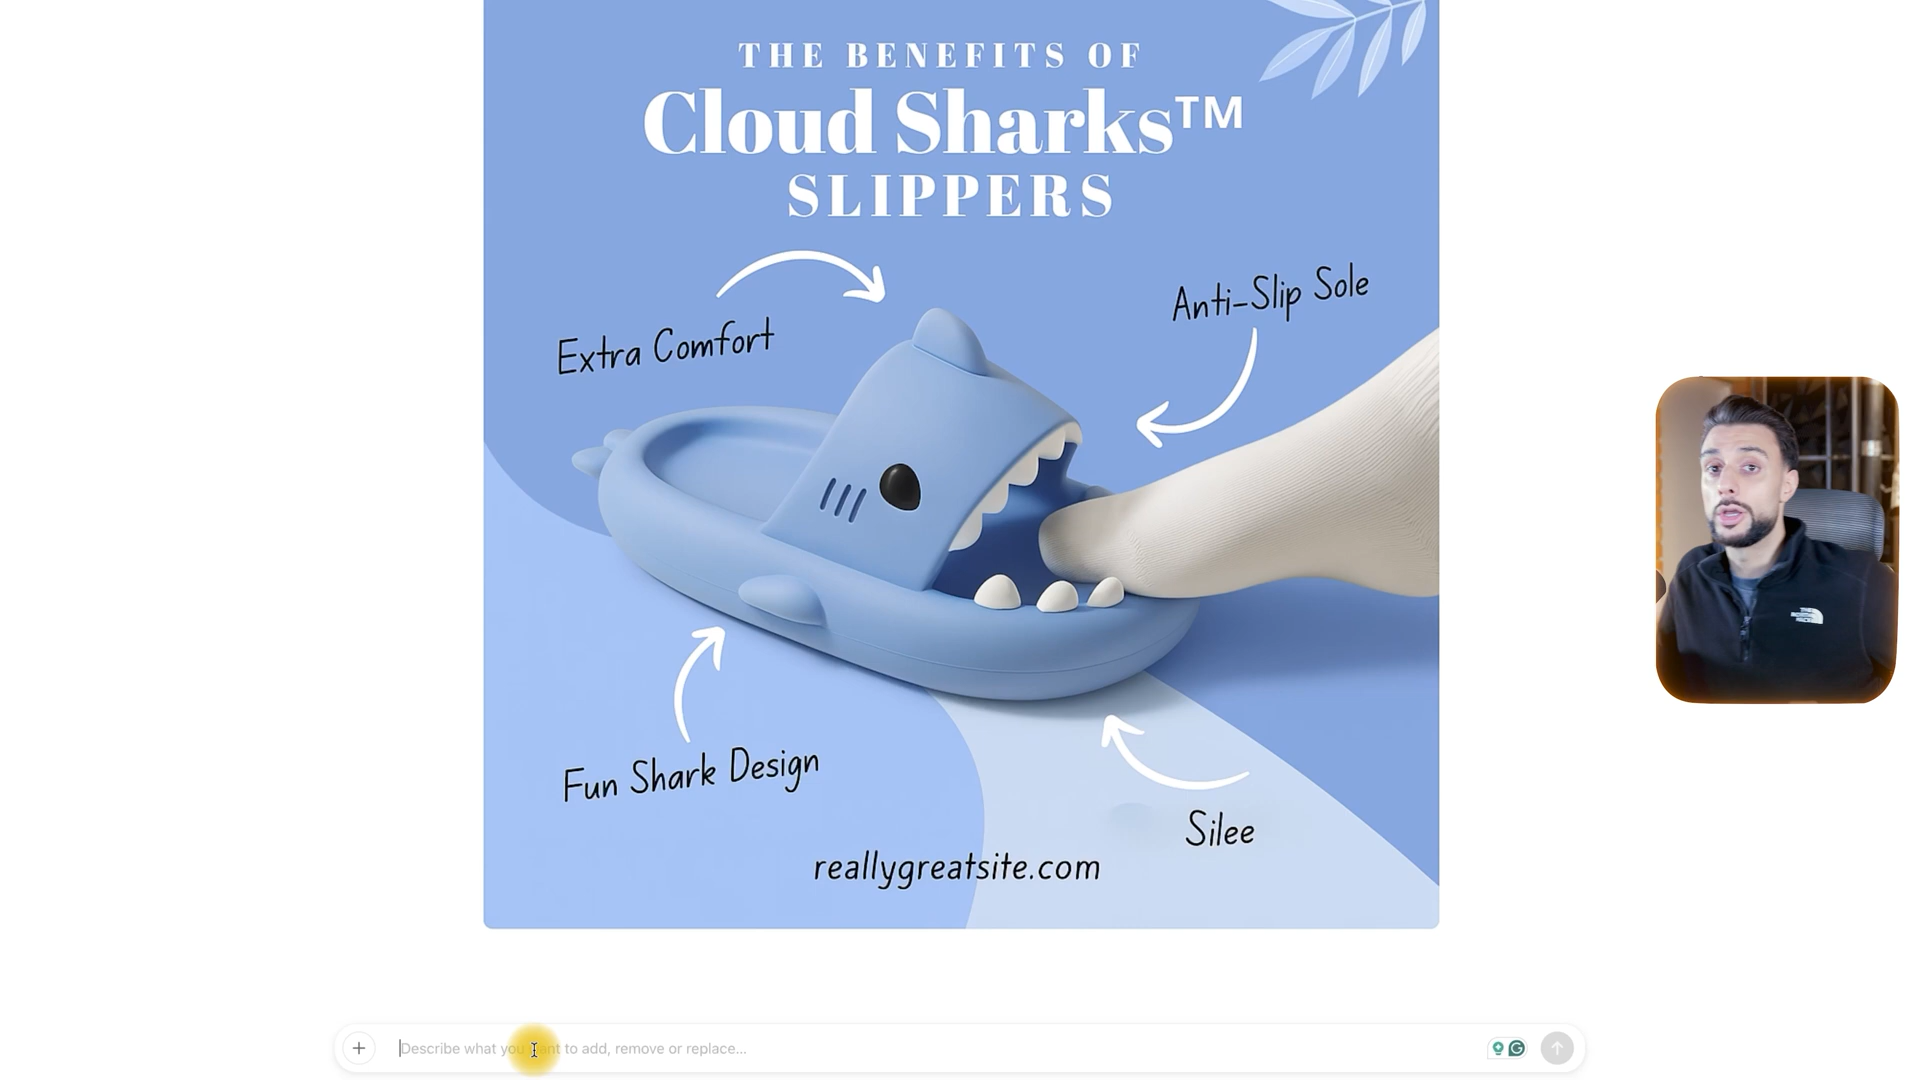 THE BENEFITS OF
Cloud Sharks™
SLIPPERS
Extra Comfort
Anti-Slip Sole
Fun Shark Design
Silee
reallygreatsite.com
Describe what you want to add, remove or replace...